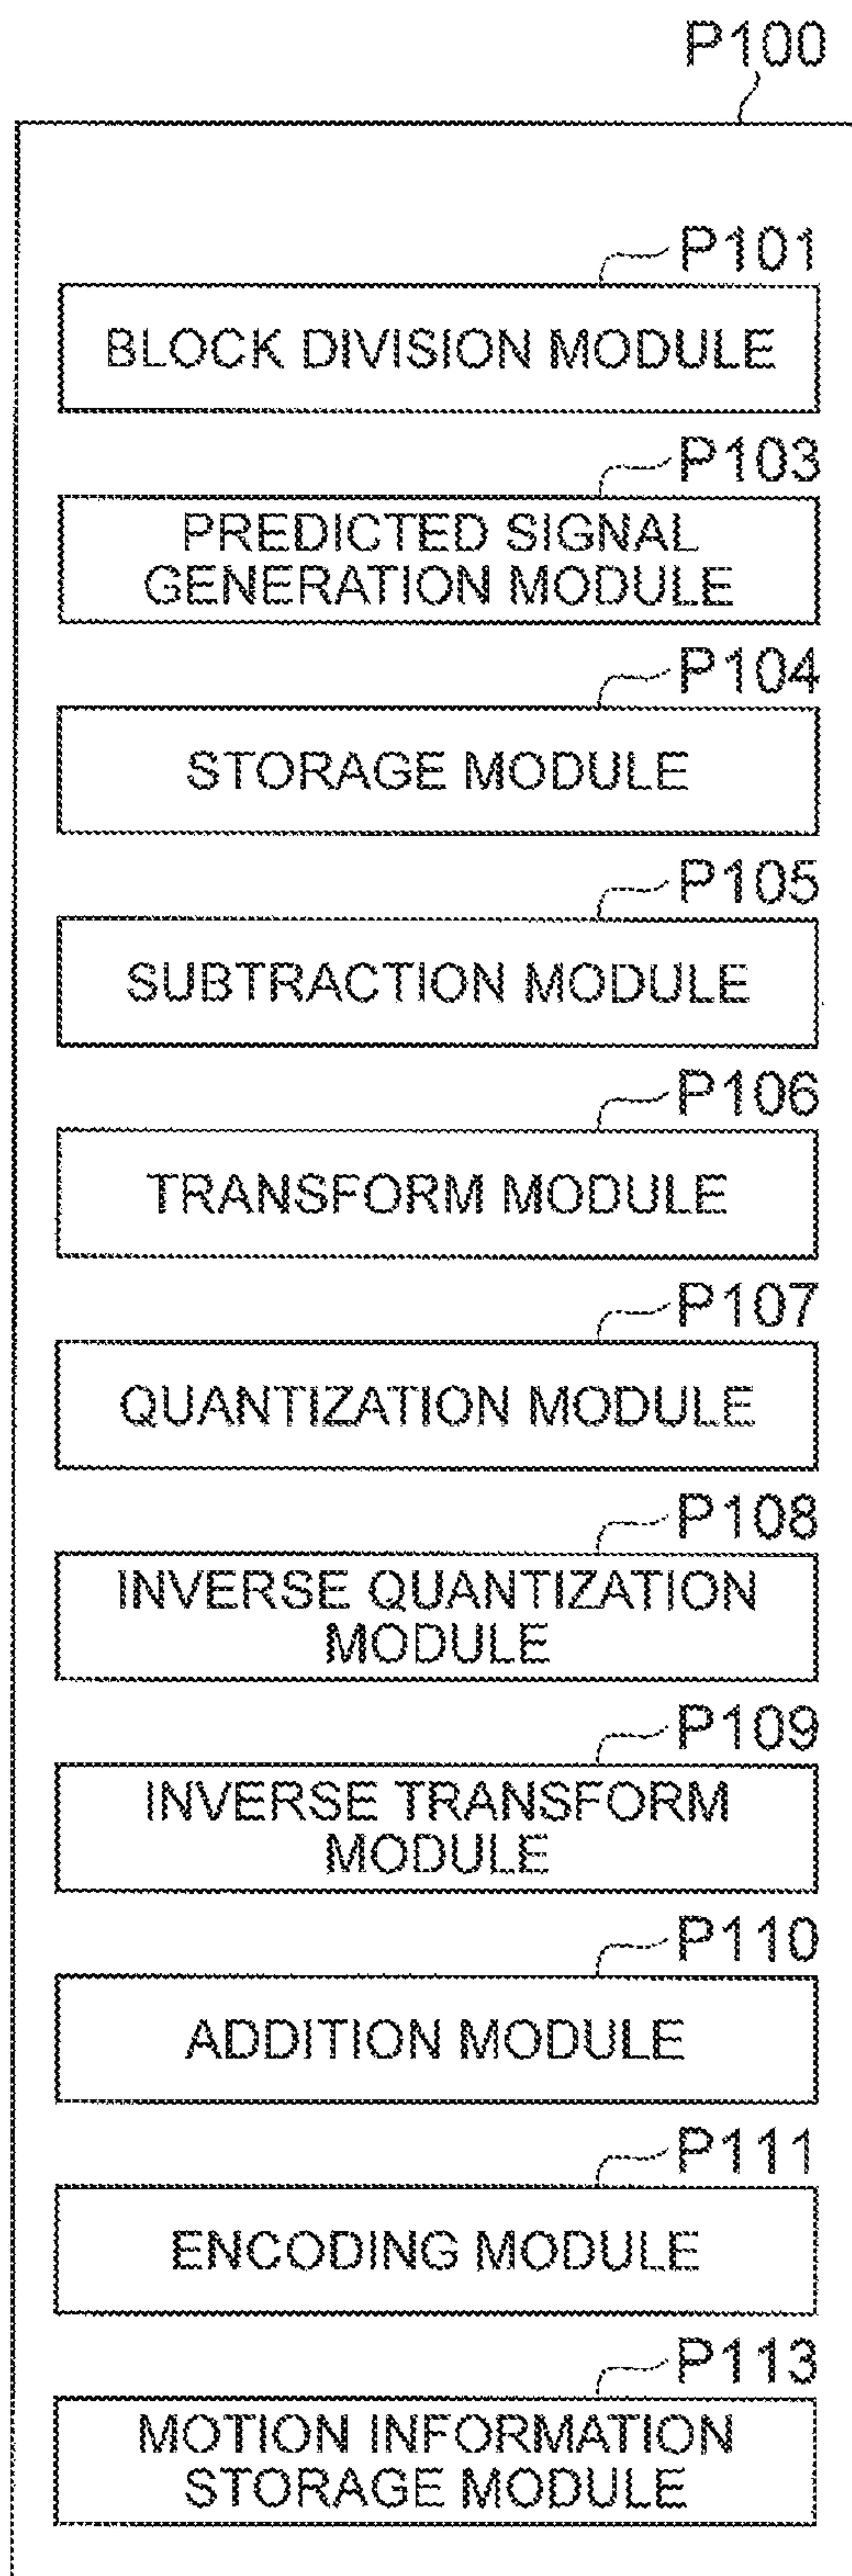 P100
P101
BLOCK DIVISION MODULE
P103
PREDICTED SIGNAL
GENERATION MODULE
P104
STORAGE MODULE
P105
SUBTRACTION MODULE
P106
TRANSFORM MODULE
P107
QUANTIZATION MODULE
P108
INVERSE QUANTIZATION
MODULE
P109
INVERSE TRANSFORM
MODULE
P110
ADDITION MODULE
P111
ENCODING MODULE
P113
MOTION INFORMATION
STORAGE MODULE